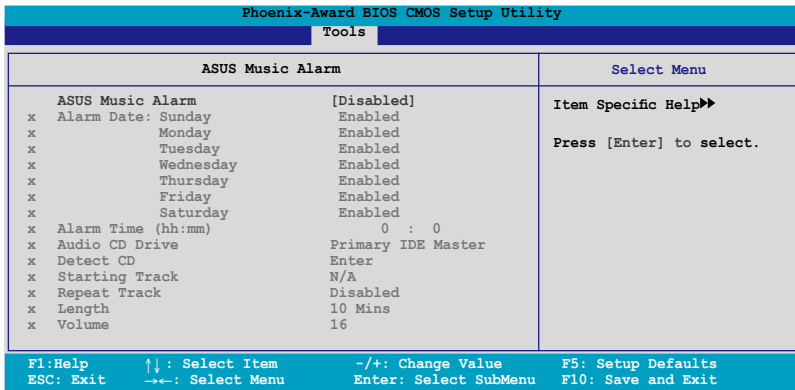 Phoenix-Award BIOS CMOS Setup Utility
Tools
ASUS Music Alarm
Select Menu
ASUS Music Alarm [Disabled]
x Alarm Date: Sunday Enabled
x Monday Enabled
x Tuesday Enabled
x Wednesday Enabled
x Thursday Enabled
x Friday Enabled
x Saturday Enabled
x Alarm Time (hh:mm) 0 : 0
x Audio CD Drive Primary IDE Master
x Detect CD Enter
x Starting Track N/A
x Repeat Track Disabled
x Length 10 Mins
x Volume 16
Item Specific Help▶▶
Press [Enter] to select.
F1:Help ↑↓: Select Item -/+: Change Value F5: Setup Defaults
ESC: Exit →←: Select Menu Enter: Select SubMenu F10: Save and Exit